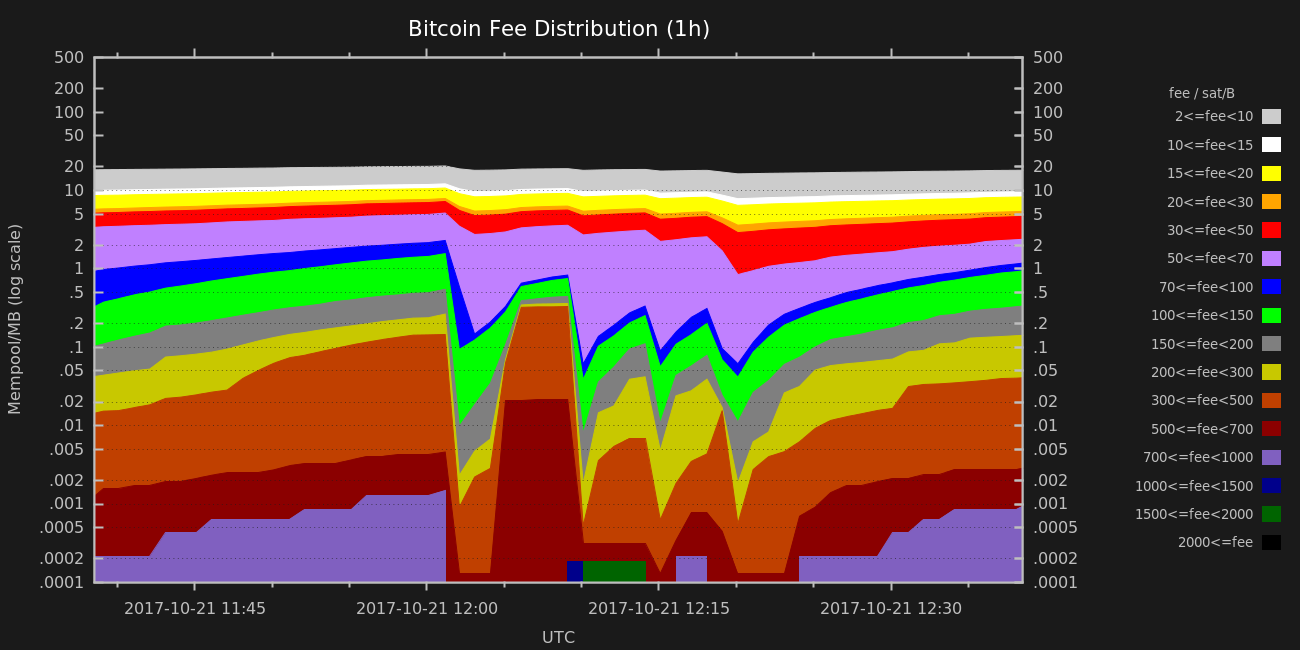 Bitcoin Fee Distribution (1h)
500 500
200 200
100 100
50 50
20 20
10 10
5 5
2 2
1 1
.5 .5
.2 .2
.1 .1
.05 .05
.02 .02
.01 .01
.005 .005
.002 .002
.001 .001
.0005 .0005
.0002 .0002
.0001 .0001
Mempool/MB (log scale)
2017-10-21 11:45 2017-10-21 12:00 2017-10-21 12:15 2017-10-21 12:30
UTC
fee / sat/B
2<=fee<10
10<=fee<15
15<=fee<20
20<=fee<30
30<=fee<50
50<=fee<70
70<=fee<100
100<=fee<150
150<=fee<200
200<=fee<300
300<=fee<500
500<=fee<700
700<=fee<1000
1000<=fee<1500
1500<=fee<2000
2000<=fee